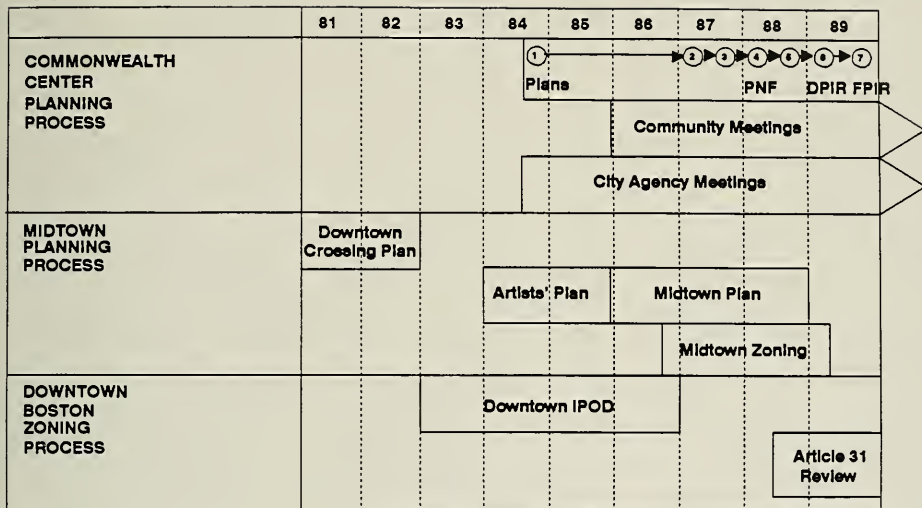 81 82 83 84 85 86 87 88 89
COMMONWEALTH
CENTER
PLANNING
PROCESS
1 2 3 4 5 6 7
Plans PNF DPIR FPIR
Community Meetings
City Agency Meetings
MIDTOWN
PLANNING
PROCESS
Downtown
Crossing Plan
Artists' Plan Midtown Plan
Midtown Zoning
DOWNTOWN
BOSTON
ZONING
PROCESS
Downtown IPOD
Article 31
Review